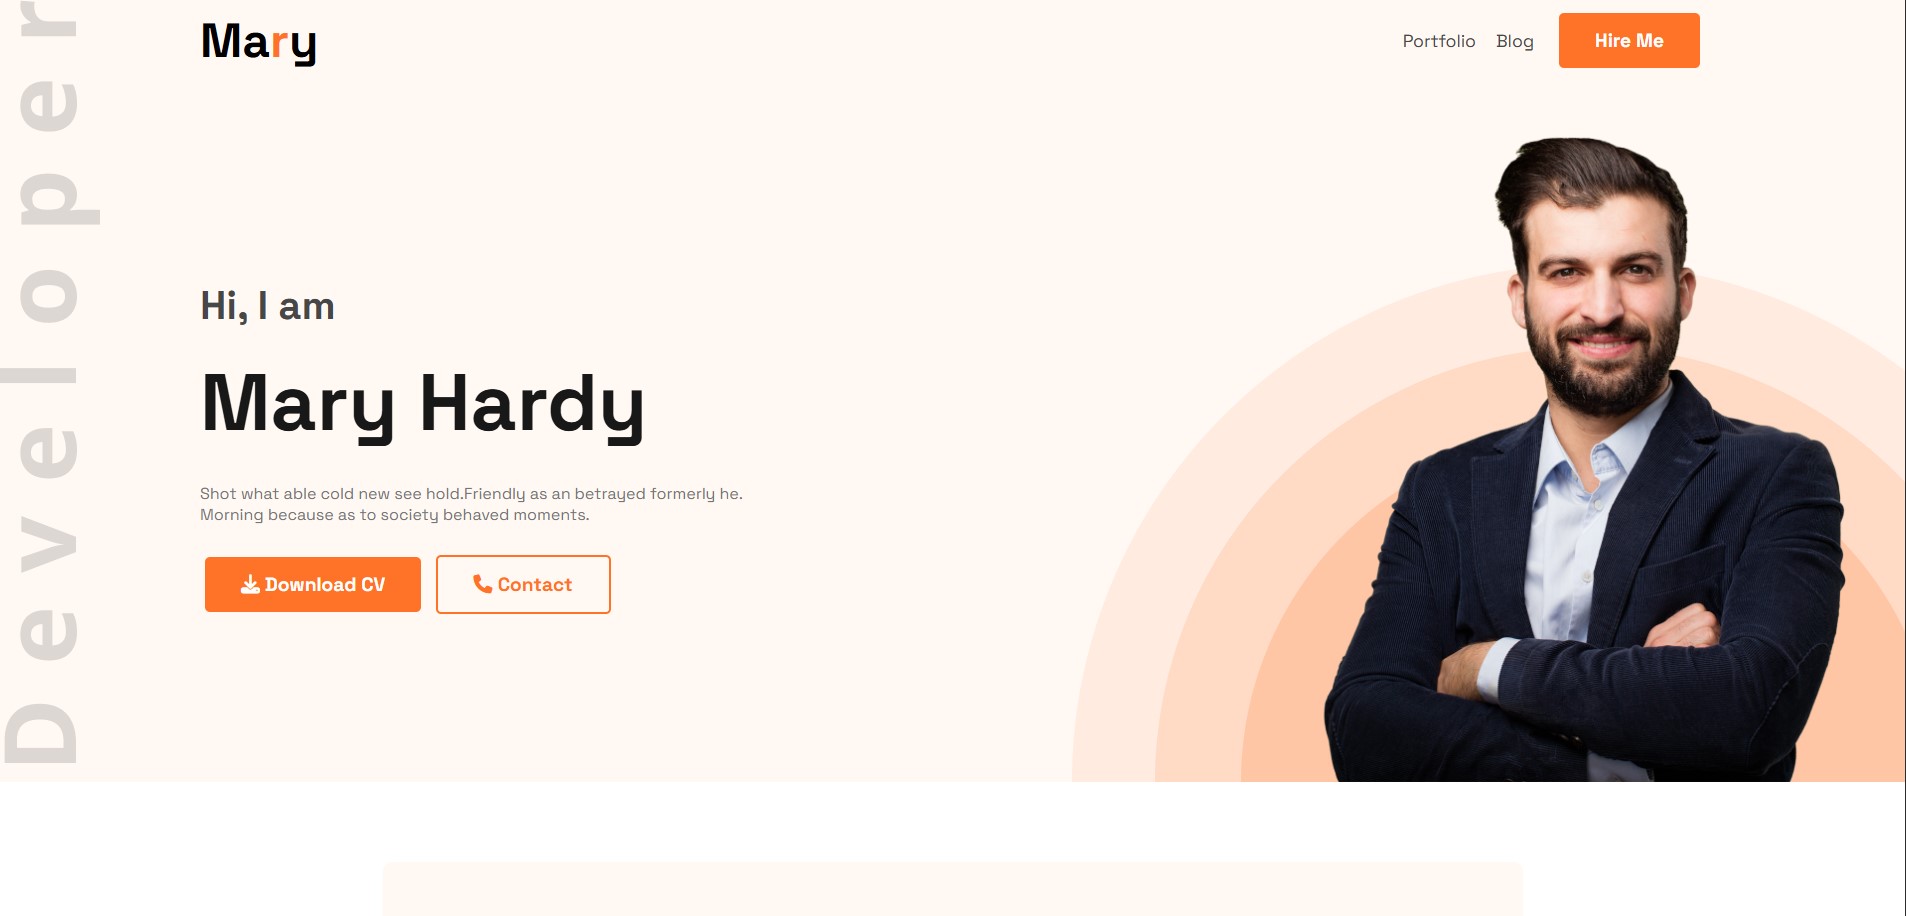 Mary
Portfolio
Blog
Hire Me
Developer
Hi, I am
Mary Hardy
Shot what able cold new see hold.Friendly as an betrayed formerly he.
Morning because as to society behaved moments.
Download CV
Contact